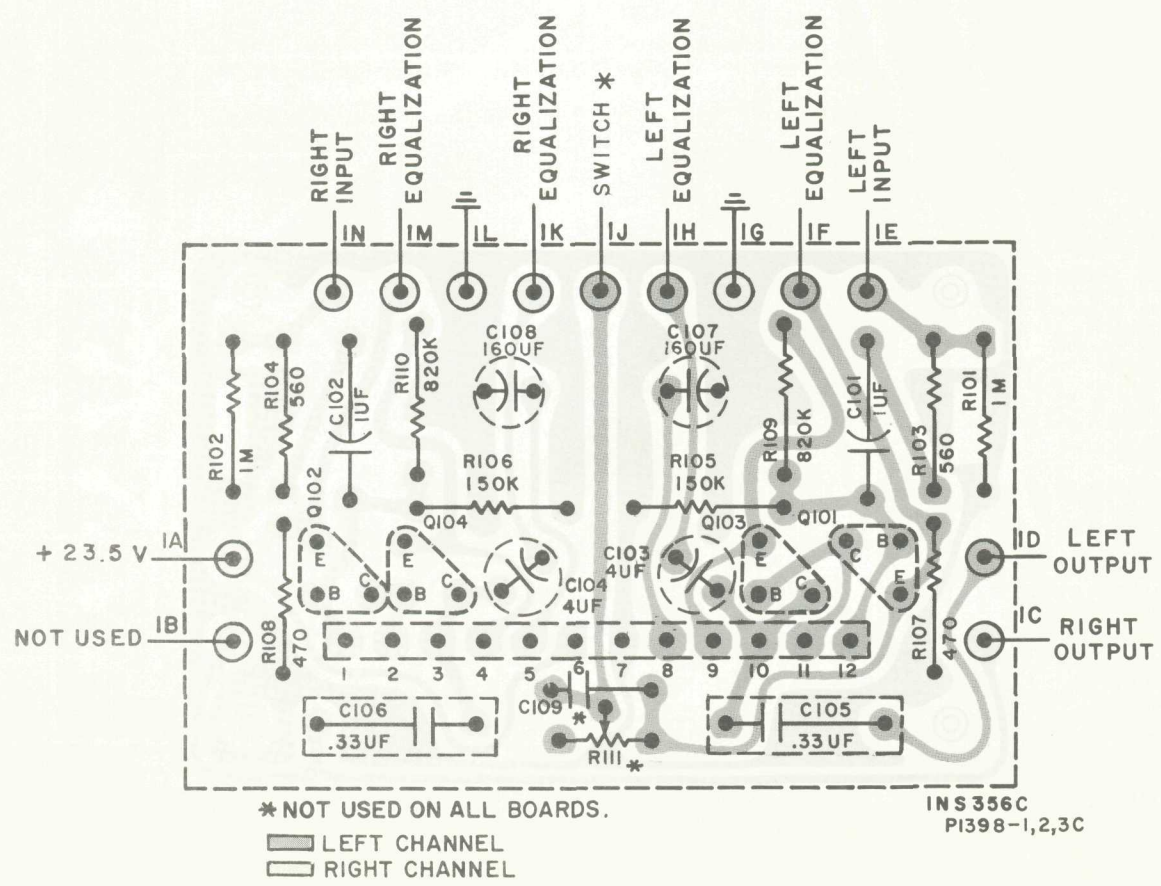 RIGHT INPUT
RIGHT EQUALIZATION
RIGHT EQUALIZATION
SWITCH *
LEFT EQUALIZATION
LEFT EQUALIZATION
LEFT INPUT
1N
1M
1L
1K
1J
1H
1G
1F
1E
C108
160UF
C107
160UF
R102
1M
R104
560
C102
1UF
R110
820K
R109
820K
C101
1UF
R103
560
R101
1M
R106
150K
R105
150K
Q102
Q104
Q103
Q101
+ 23.5 V
1A
E
B
C
E
B
C
C104
4UF
C103
4UF
E
B
C
C
B
E
1D
LEFT OUTPUT
NOT USED
1B
R108
470
R107
470
1C
RIGHT OUTPUT
1 2 3 4 5 6 7 8 9 10 11 12
C106
.33UF
C109
*
R111
*
C105
.33UF
* NOT USED ON ALL BOARDS.
LEFT CHANNEL
RIGHT CHANNEL
INS356C
P1398-1,2,3C